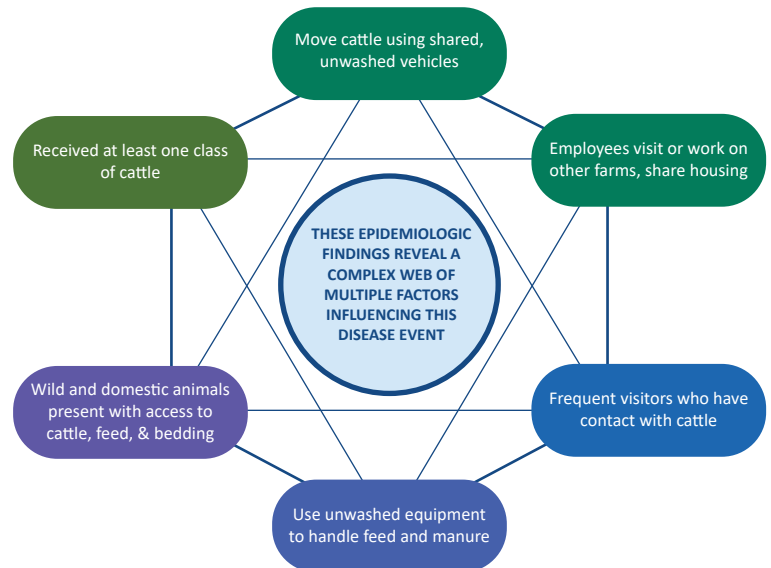 Move cattle using shared,
unwashed vehicles
Received at least one class
of cattle
Employees visit or work on
other farms, share housing
THESE EPIDEMIOLOGIC
FINDINGS REVEAL A
COMPLEX WEB OF
MULTIPLE FACTORS
INFLUENCING THIS
DISEASE EVENT
Wild and domestic animals
present with access to
cattle, feed, & bedding
Frequent visitors who have
contact with cattle
Use unwashed equipment
to handle feed and manure